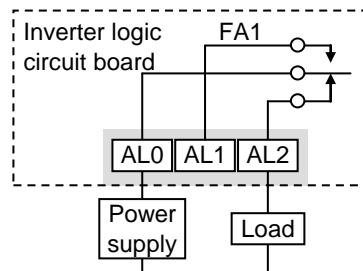 Inverter logic
circuit board
FA1
AL0 AL1 AL2
Power
supply
Load